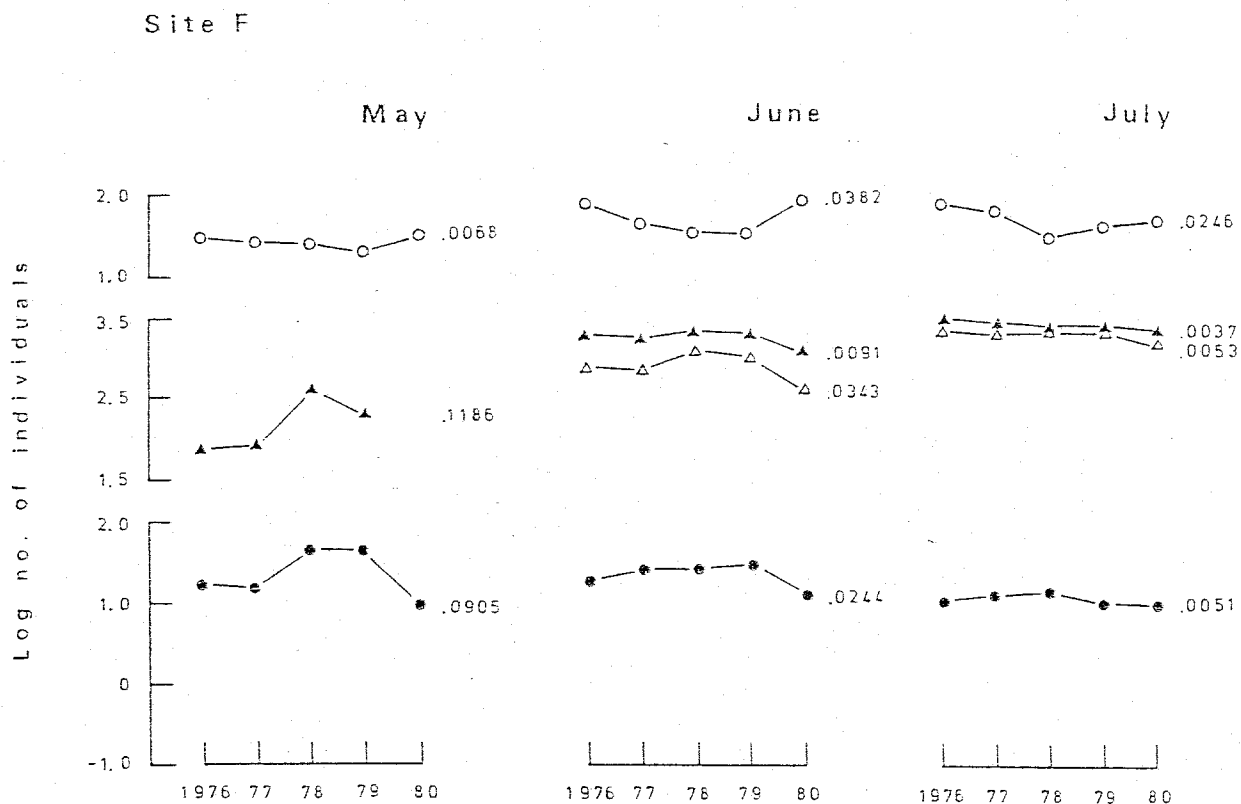 Site F
May
June
July
Log no. of individuals
2.0
1.0
3.5
2.5
1.5
2.0
1.0
0
-1.0
.0068
.1186
.0905
.0382
.0091
.0343
.0244
.0246
.0037
.0053
.0051
1976 77 78 79 80
1976 77 78 79 80
1976 77 78 79 80